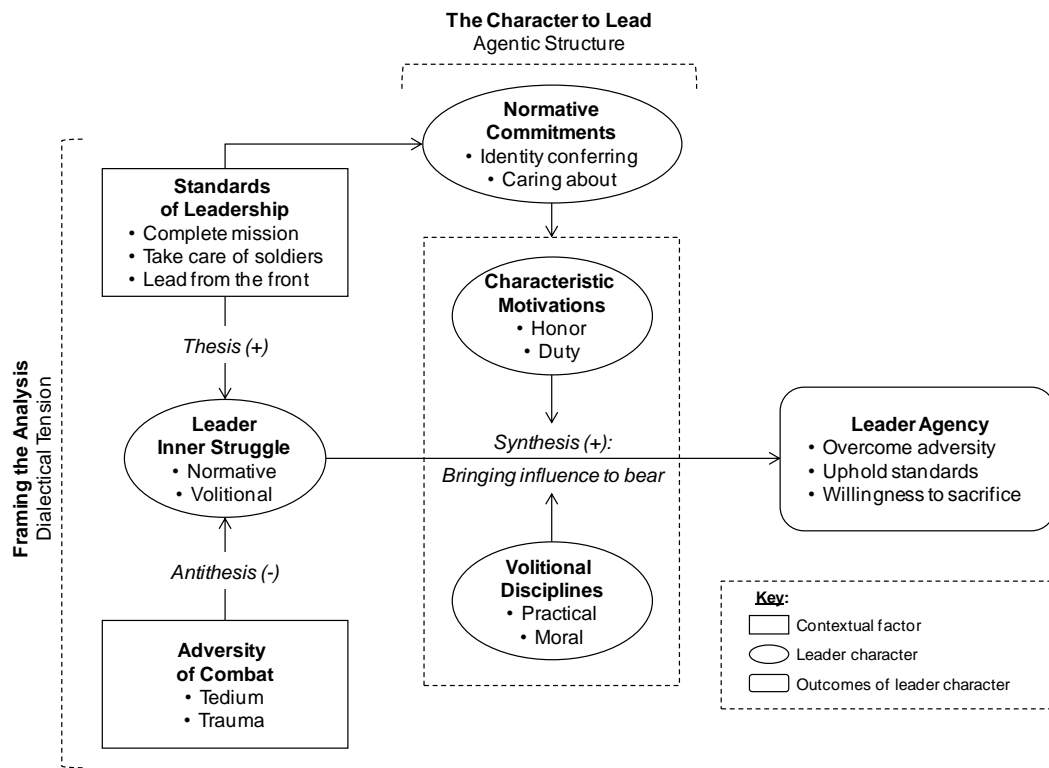 The Character to Lead
Agentic Structure
Normative
Commitments
• Identity conferring
• Caring about
Framing the Analysis
Dialectical Tension
Standards
of Leadership
• Complete mission
• Take care of soldiers
• Lead from the front
Characteristic
Motivations
• Honor
• Duty
Thesis (+)
Leader
Inner Struggle
• Normative
• Volitional
Synthesis (+):
Bringing influence to bear
Leader Agency
• Overcome adversity
• Uphold standards
• Willingness to sacrifice
Antithesis (-)
Volitional
Disciplines
• Practical
• Moral
Adversity
of Combat
• Tedium
• Trauma
Key:
Contextual factor
Leader character
Outcomes of leader character